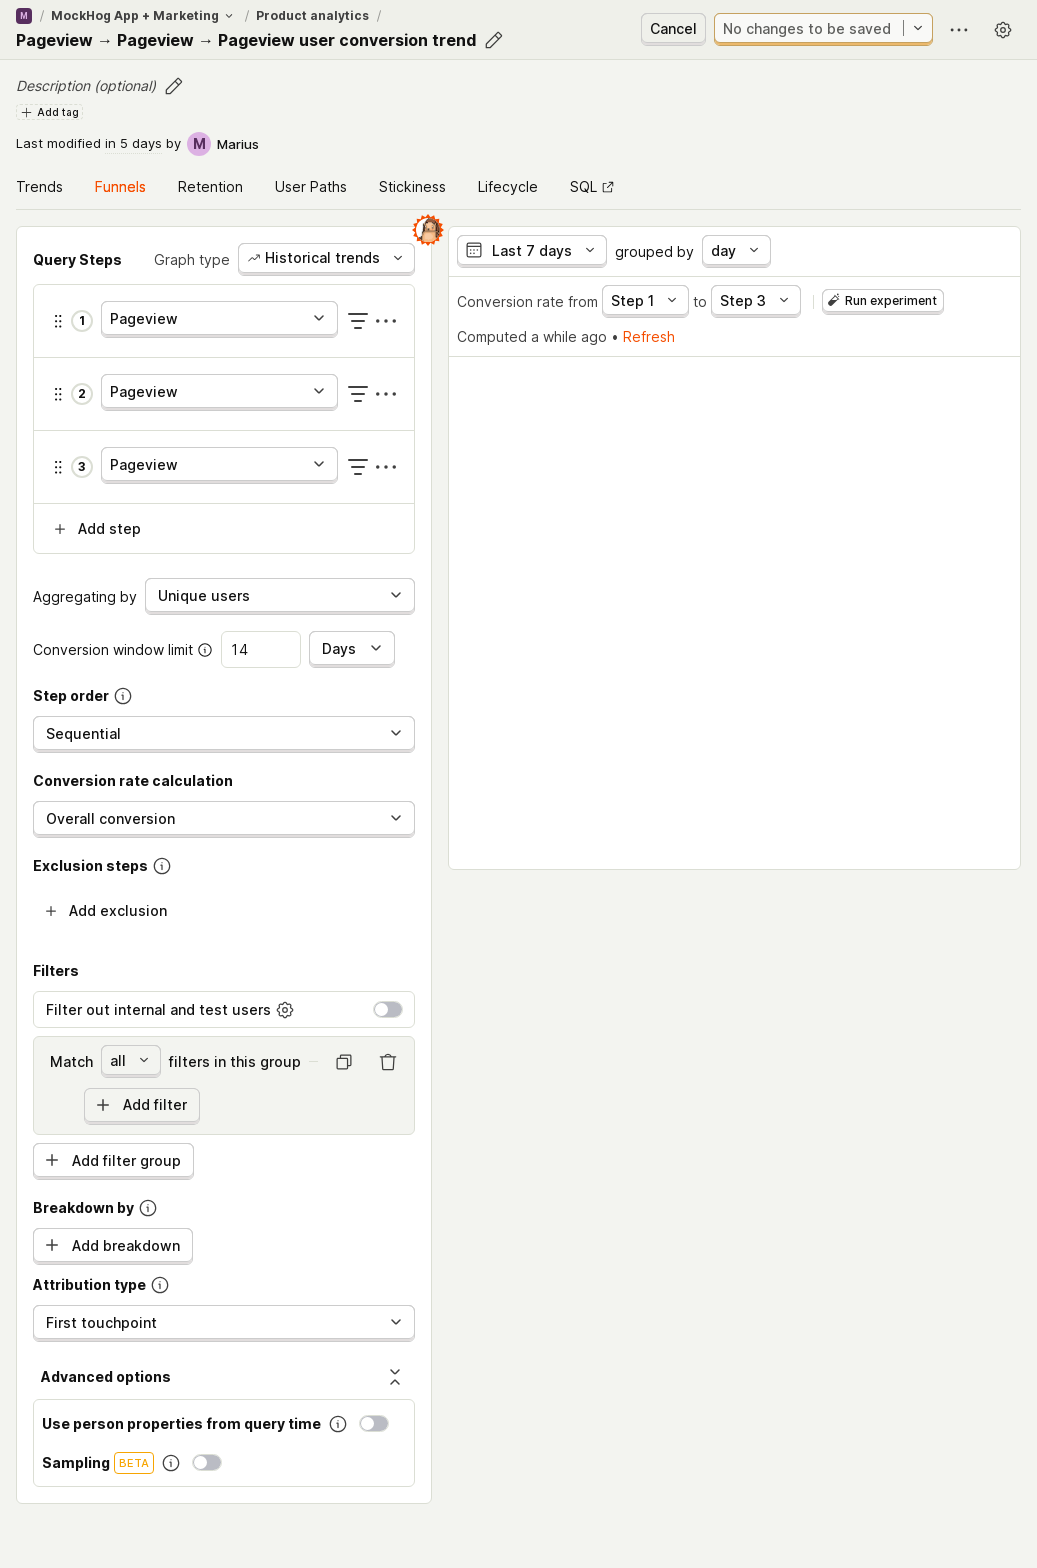 M / MockHog App + Marketing / Product analytics /
Pageview → Pageview → Pageview user conversion trend
Cancel
No changes to be saved
Description (optional)
Add tag
Last modified in 5 days by M Marius
Trends Funnels Retention User Paths Stickiness Lifecycle SQL
Query Steps Graph type Historical trends
1 Pageview
2 Pageview
3 Pageview
Add step
Aggregating by Unique users
Conversion window limit 14 Days
Step order
Sequential
Conversion rate calculation
Overall conversion
Exclusion steps
Add exclusion
Filters
Filter out internal and test users
Match all filters in this group
Add filter
Add filter group
Breakdown by
Add breakdown
Attribution type
First touchpoint
Advanced options
Use person properties from query time
Sampling BETA
Last 7 days grouped by day
Conversion rate from Step 1 to Step 3 Run experiment
Computed a while ago • Refresh